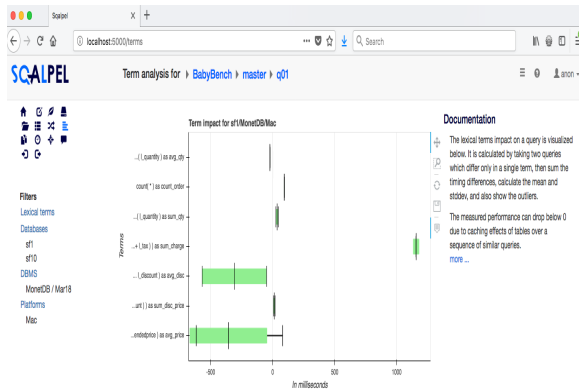 Sqalpel
localhost:5000/terms
Search
SQALPEL
Term analysis for BabyBench master q01
anon
Filters
Lexical terms
Databases
sf1
sf10
DBMS
MonetDB / Mar18
Platforms
Mac
Term impact for sf1/MonetDB/Mac
Terms
...( l_quantity ) as avg_qty
count( * ) as count_order
...( l_quantity ) as sum_qty
...+ l_tax ) ) as sum_charge
... l_discount ) as avg_disc
...unt ) ) as sum_disc_price
...endedprice ) as avg_price
-500 0 500 1000
In milliseconds
Documentation
The lexical terms impact on a query is visualized
below. It is calculated by taking two queries
which differ only in a single term, then sum the
timing differences, calculate the mean and
stddev, and also show the outliers.
The measured performance can drop below 0
due to caching effects of tables over a
sequence of similar queries.
more ...